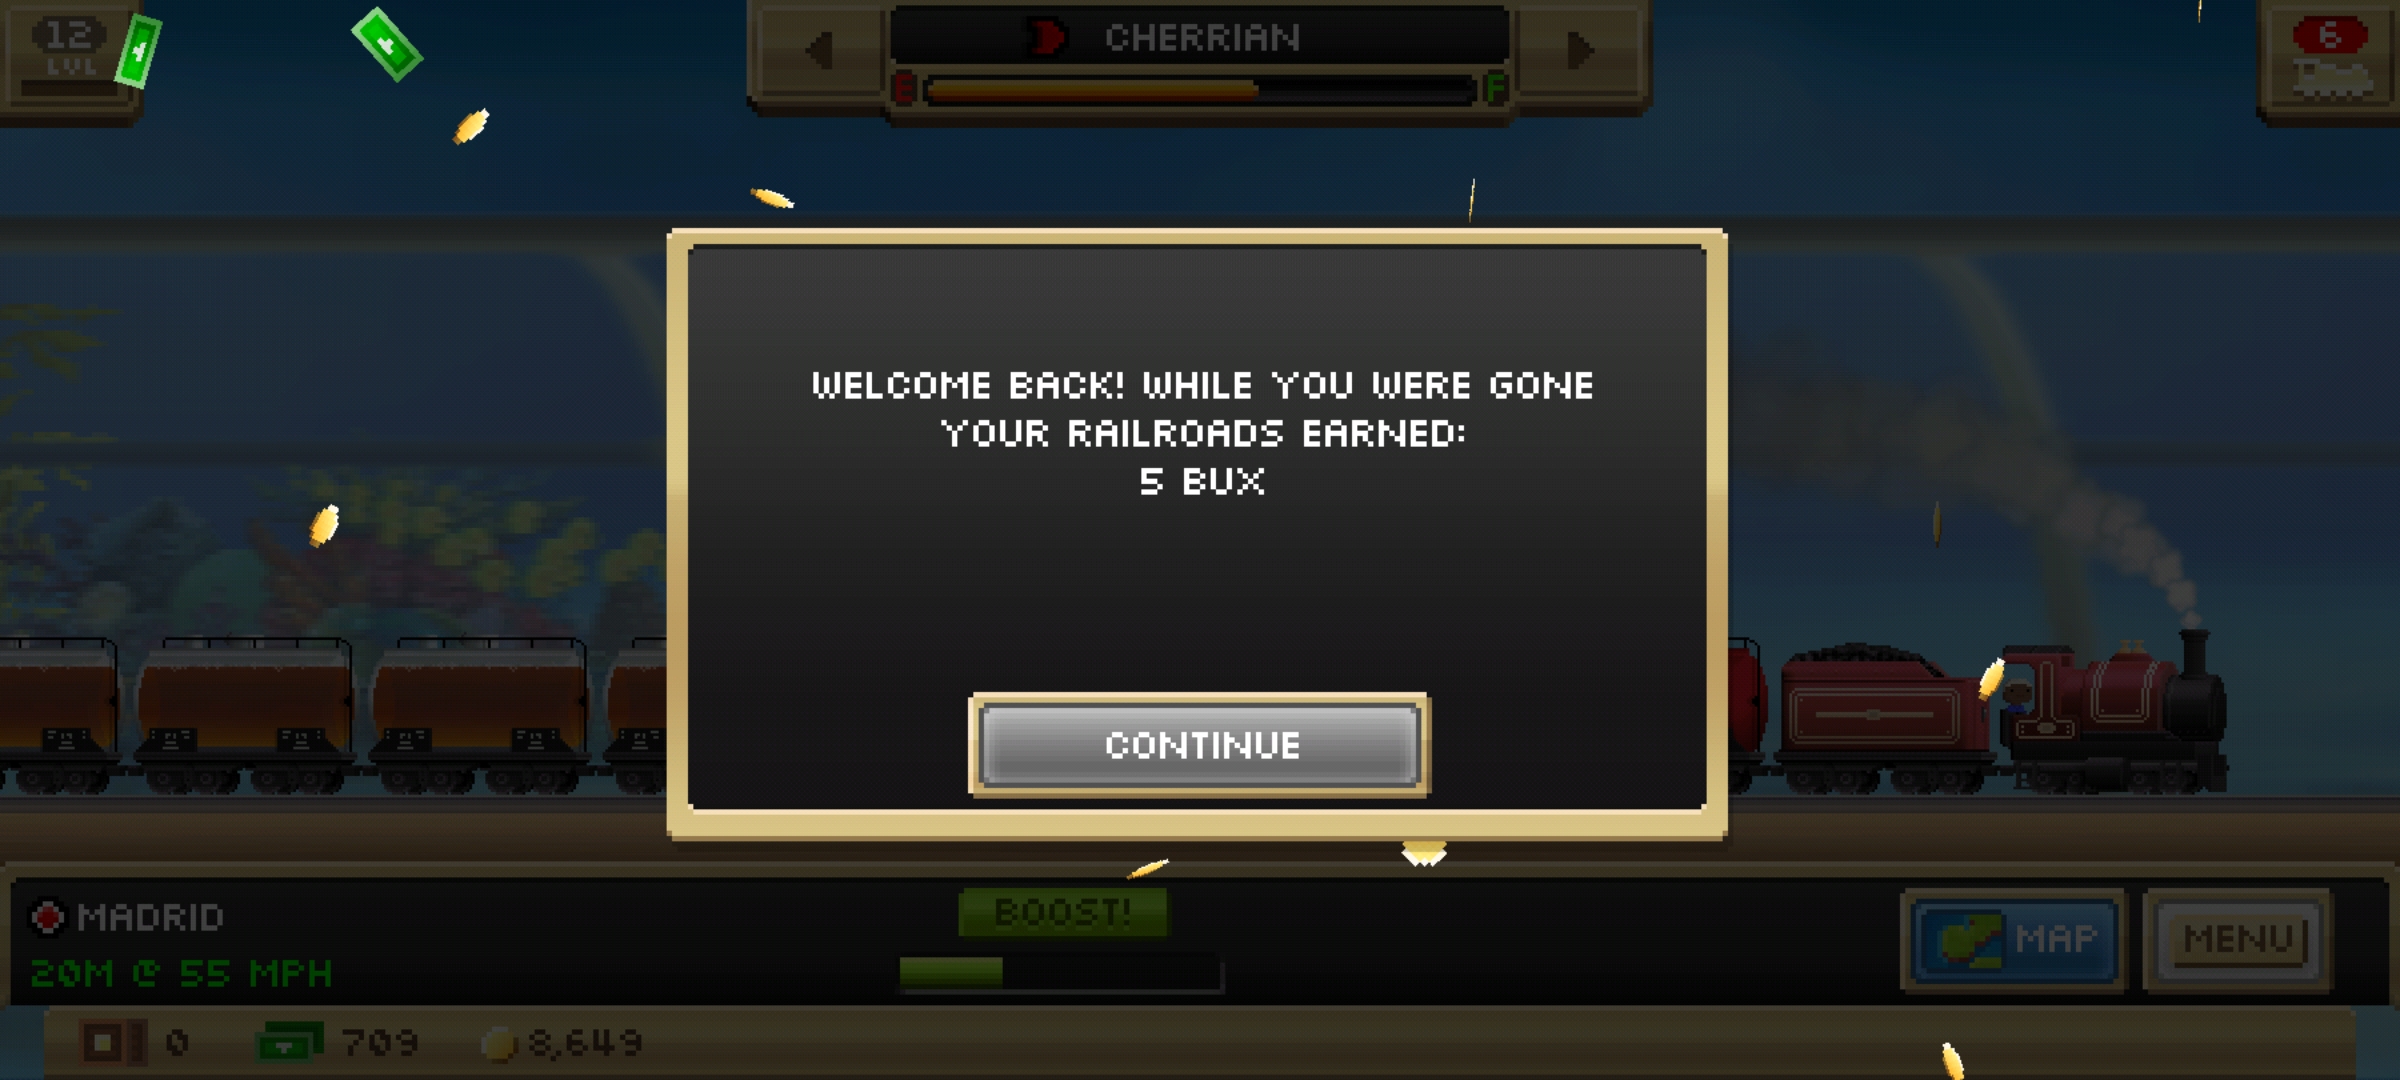 12
LVL
CHERRIAN
E
F
6
WELCOME BACK! WHILE YOU WERE GONE
YOUR RAILROADS EARNED:
5 BUX
CONTINUE
MADRID
20M @ 55 MPH
BOOST!
MAP
MENU
0
709
8,649